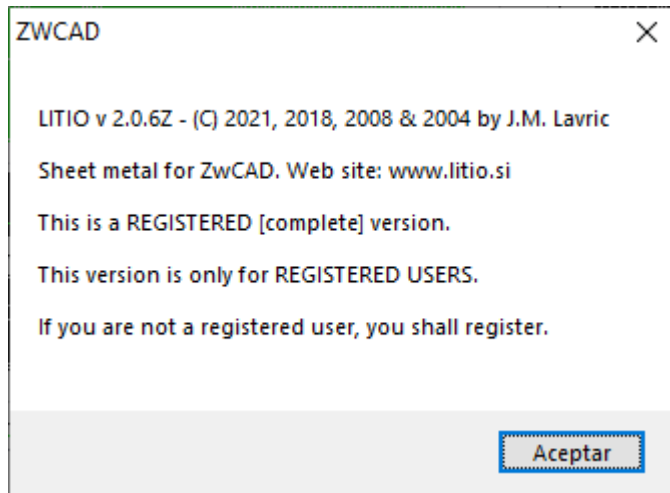 ZWCAD
LITIO v 2.0.6Z - (C) 2021, 2018, 2008 & 2004 by J.M. Lavric
Sheet metal for ZwCAD. Web site: www.litio.si
This is a REGISTERED [complete] version.
This version is only for REGISTERED USERS.
If you are not a registered user, you shall register.
Aceptar